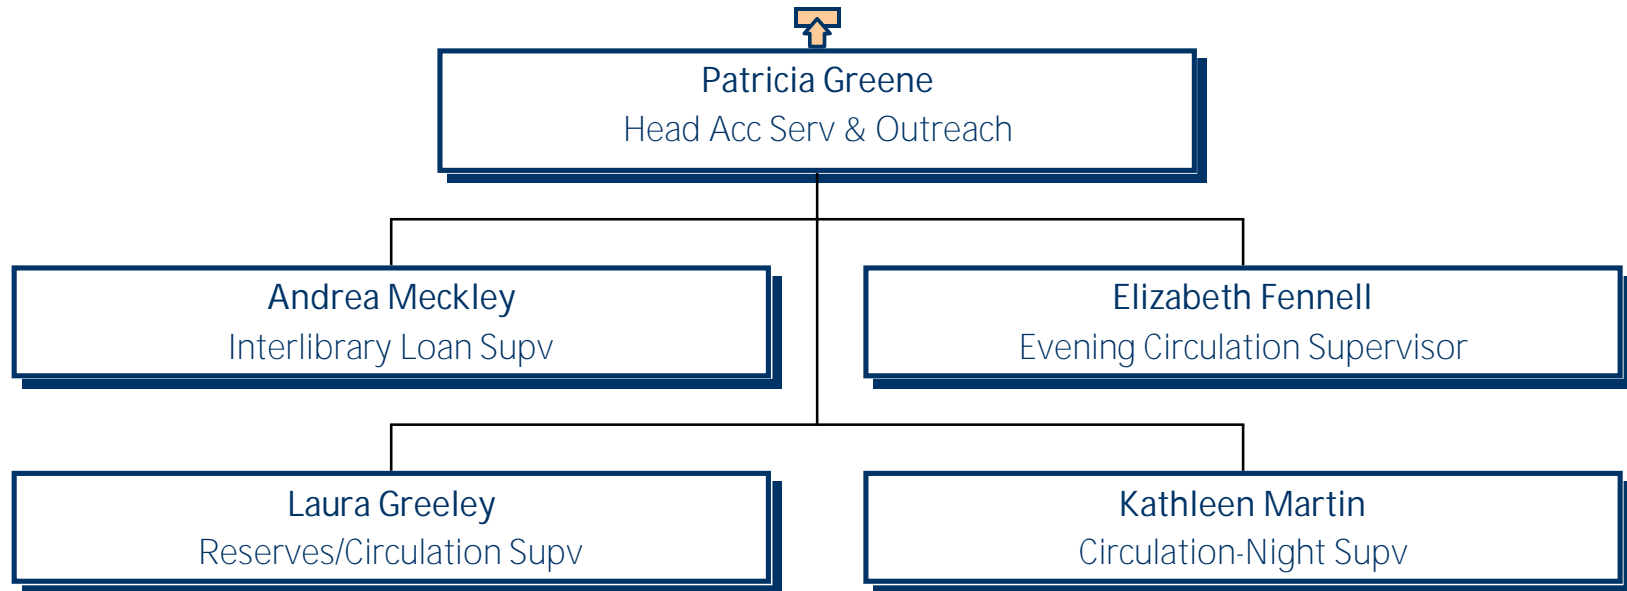 Patricia Greene
Head Acc Serv & Outreach
Andrea Meckley
Interlibrary Loan Supv
Elizabeth Fennell
Evening Circulation Supervisor
Laura Greeley
Reserves/Circulation Supv
Kathleen Martin
Circulation-Night Supv